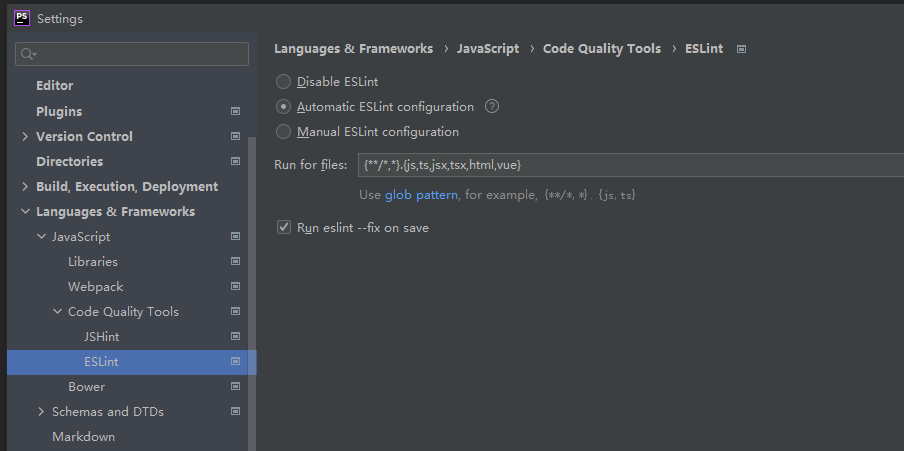 PS Settings
Editor
Plugins
Version Control
Directories
Build, Execution, Deployment
Languages & Frameworks
JavaScript
Libraries
Webpack
Code Quality Tools
JSHint
ESLint
Bower
Schemas and DTDs
Markdown
Languages & Frameworks › JavaScript › Code Quality Tools › ESLint
Disable ESLint
Automatic ESLint configuration ?
Manual ESLint configuration
Run for files: {**/*,*}.{js,ts,jsx,tsx,html,vue}
Use glob pattern, for example, {**/*,*}.{js,ts}
Run eslint --fix on save